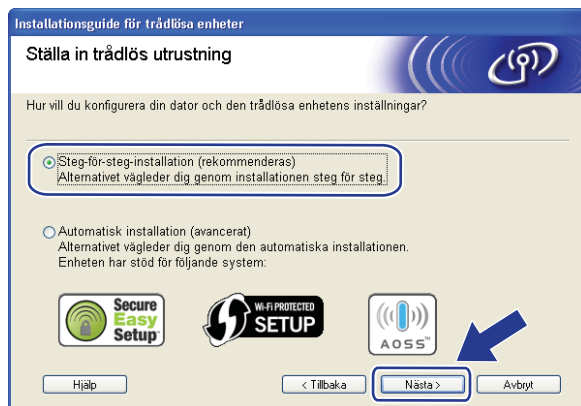 Installationsguide för trådlösa enheter
Ställa in trådlös utrustning
Hur vill du konfigurera din dator och den trådlösa enhetens inställningar?
Steg-för-steg-installation (rekommenderas)
Alternativet vägleder dig genom installationen steg för steg.
Automatisk installation (avancerat)
Alternativet vägleder dig genom den automatiska installationen.
Enheten har stöd för följande system:
Secure
Easy
Setup™
Wi-Fi PROTECTED
SETUP
AOSS™
Hjälp
< Tillbaka
Nästa >
Avbryt